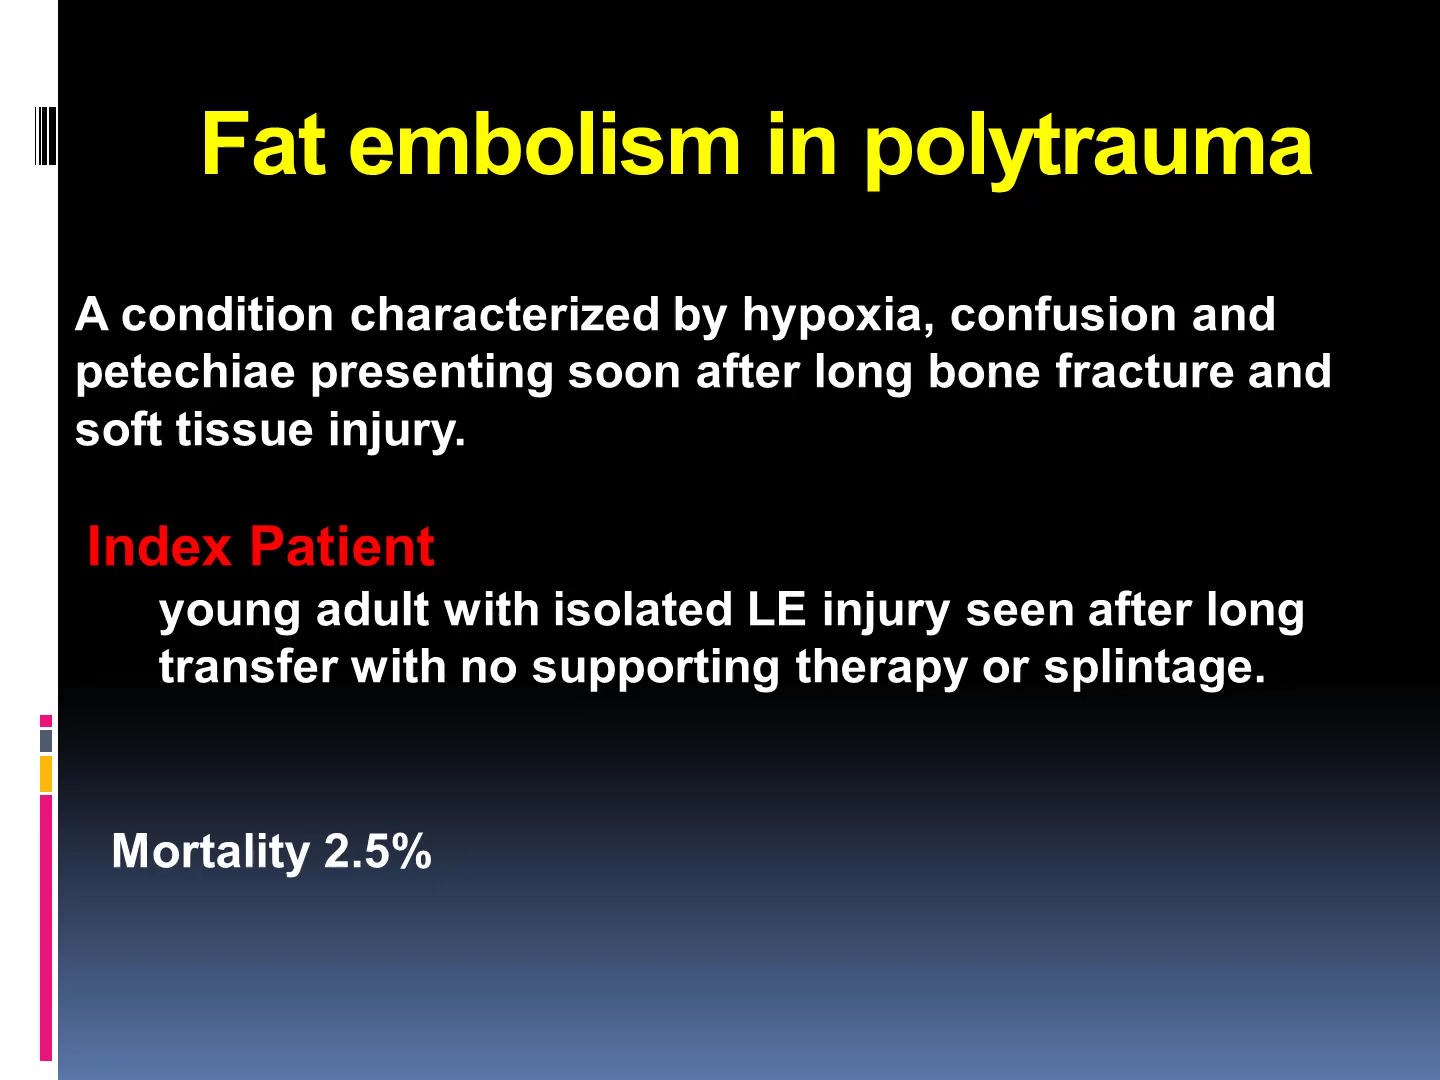 Fat embolism in polytrauma
A condition characterized by hypoxia, confusion and
petechiae presenting soon after long bone fracture and
soft tissue injury.
Index Patient
young adult with isolated LE injury seen after long
transfer with no supporting therapy or splintage.
Mortality 2.5%